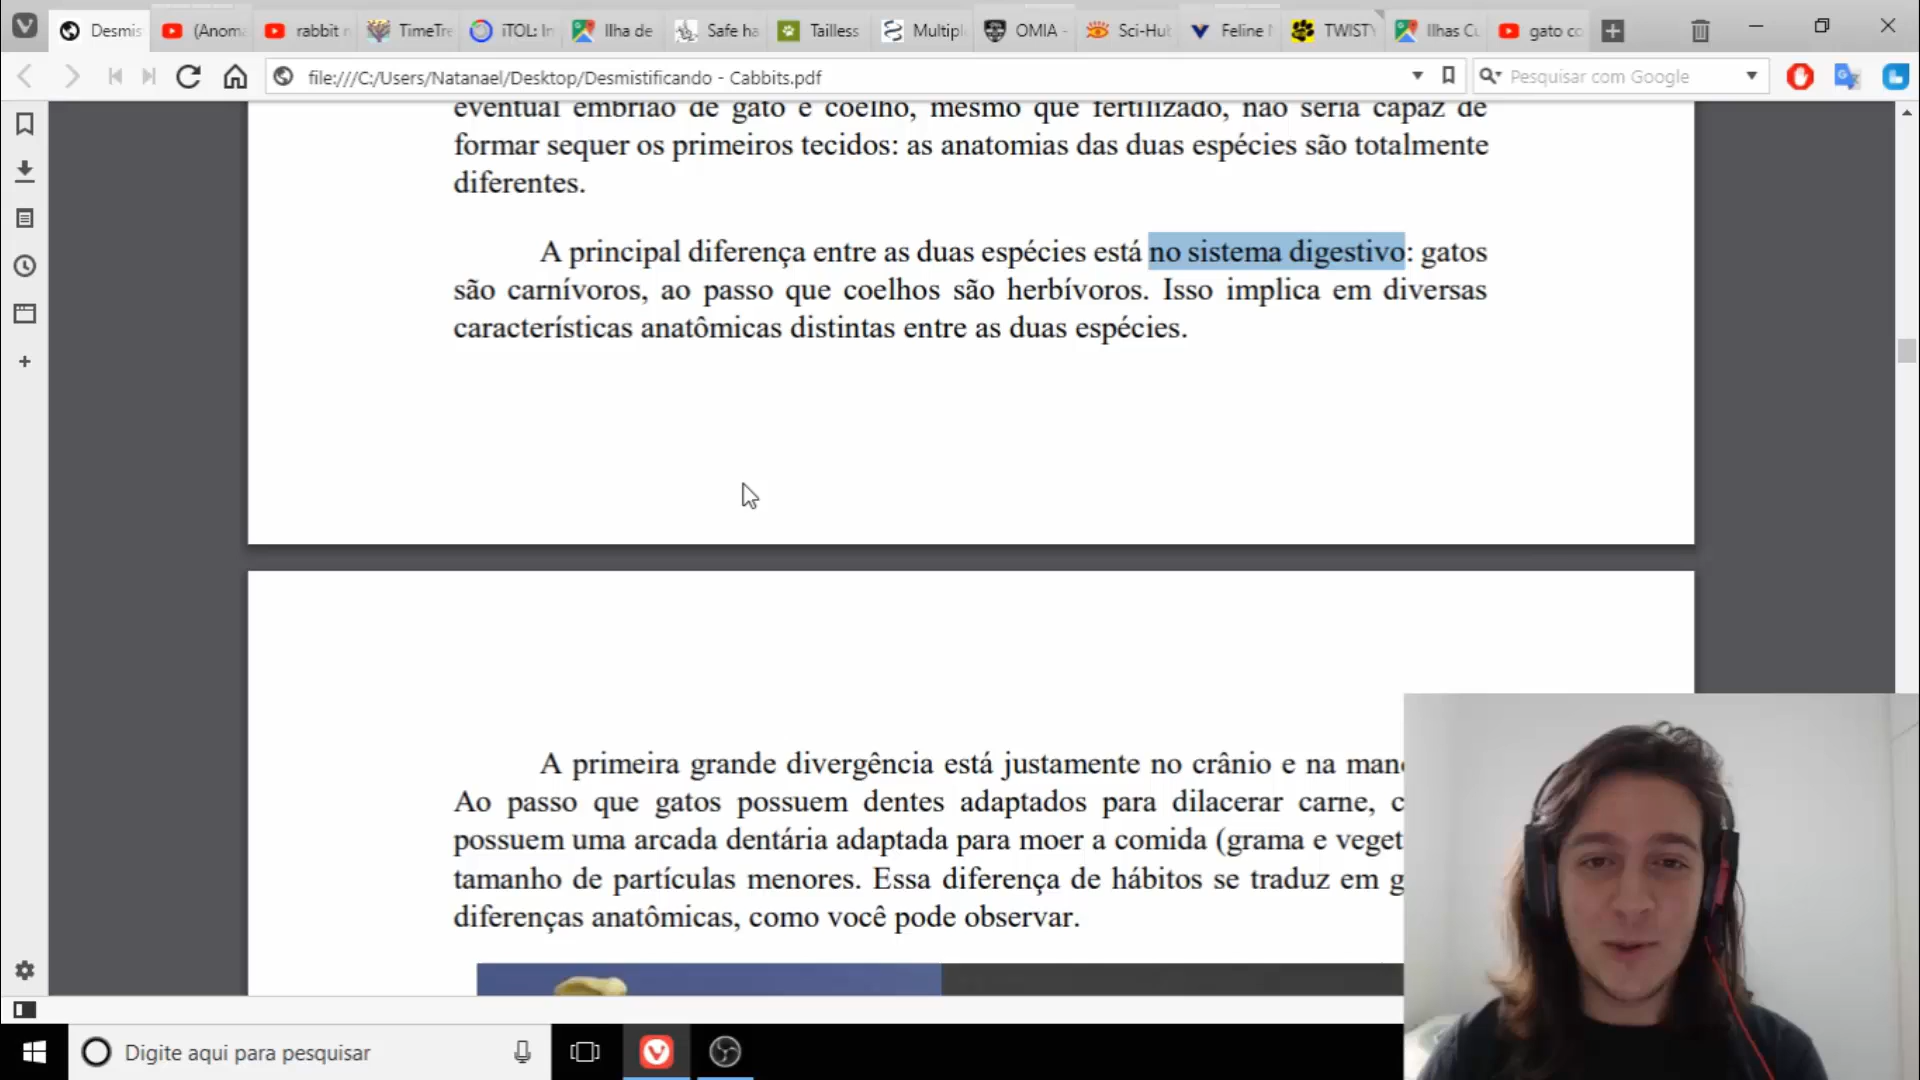 Desmis
(Anom
rabbit r
TimeTre
iTOL: In
Ilha de
Safe ha
Tailless
Multipl
OMIA -
Sci-Hu
Feline
TWIST
Ilhas Cu
gato co
file:///C:/Users/Natanael/Desktop/Desmistificando - Cabbits.pdf
Pesquisar com Google
eventual embrião de gato e coelho, mesmo que fertilizado, não seria capaz de
formar sequer os primeiros tecidos: as anatomias das duas espécies são totalmente
diferentes.
A principal diferença entre as duas espécies está no sistema digestivo: gatos
são carnívoros, ao passo que coelhos são herbívoros. Isso implica em diversas
características anatômicas distintas entre as duas espécies.
A primeira grande divergência está justamente no crânio e na mand
Ao passo que gatos possuem dentes adaptados para dilacerar carne, c
possuem uma arcada dentária adaptada para moer a comida (grama e veget
tamanho de partículas menores. Essa diferença de hábitos se traduz em g
diferenças anatômicas, como você pode observar.
Digite aqui para pesquisar